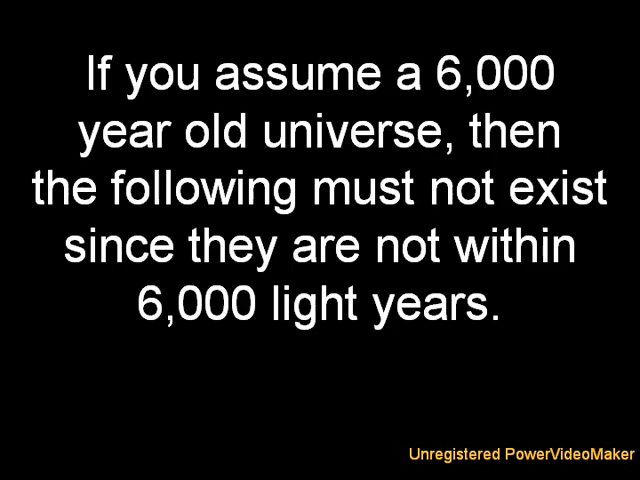 If you assume a 6,000
year old universe, then
the following must not exist
since they are not within
6,000 light years.
Unregistered PowerVideoMaker